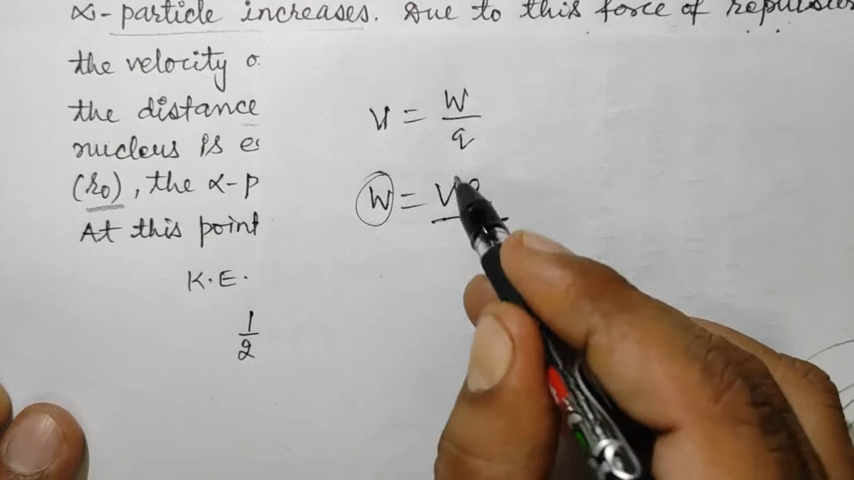 α-particle increases. Due to this force of repulsion
the velocity o
the distance
nucleus is e
(r₀), the α-p
At this point
K.E.
1/2
V = W/q
W = V